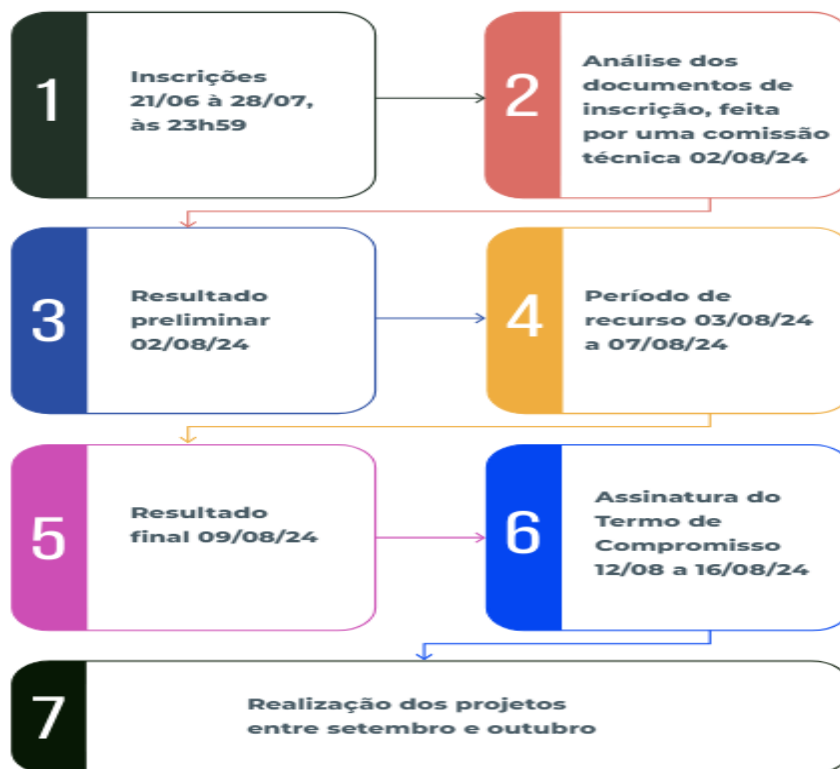 1
Inscrições
21/06 à 28/07,
às 23h59
2
Análise dos
documentos de
inscrição, feita
por uma comissão
técnica 02/08/24
3
Resultado
preliminar
02/08/24
4
Período de
recurso 03/08/24
a 07/08/24
5
Resultado
final 09/08/24
6
Assinatura do
Termo de
Compromisso
12/08 a 16/08/24
7
Realização dos projetos
entre setembro e outubro